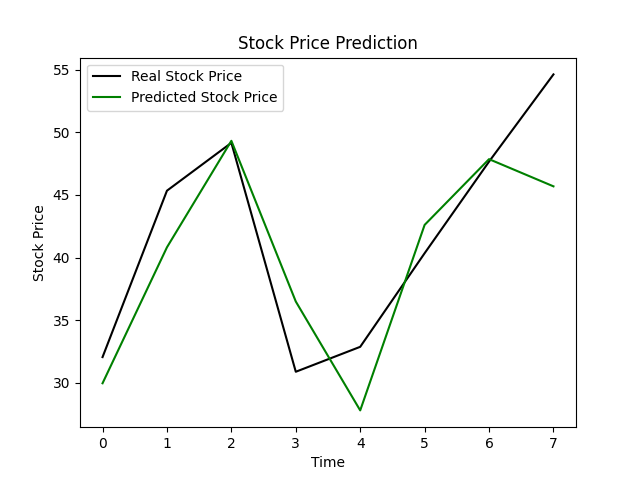 Stock Price Prediction
Real Stock Price
Predicted Stock Price
Stock Price
55
50
45
40
35
30
0 1 2 3 4 5 6 7
Time